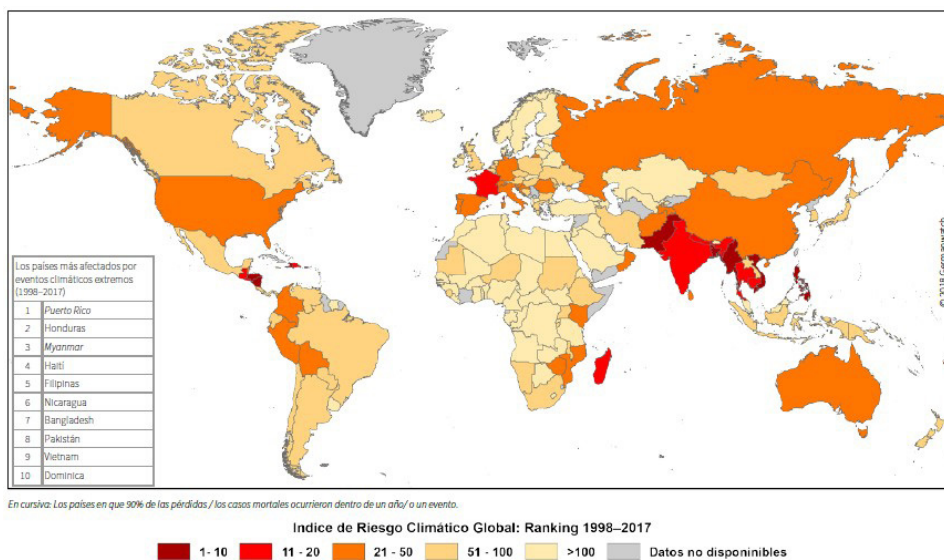 © 2018 Germanwatch
Los países más afectados por
eventos climáticos extremos
(1998–2017)
1 Puerto Rico
2 Honduras
3 Myanmar
4 Haití
5 Filipinas
6 Nicaragua
7 Bangladesh
8 Pakistán
9 Vietnam
10 Dominica
En cursiva: Los países en que 90% de las pérdidas / los casos mortales ocurrieron dentro de un año/ o un evento.
Indice de Riesgo Climático Global: Ranking 1998–2017
1 - 10 11 - 20 21 - 50 51 - 100 >100 Datos no disponinibles